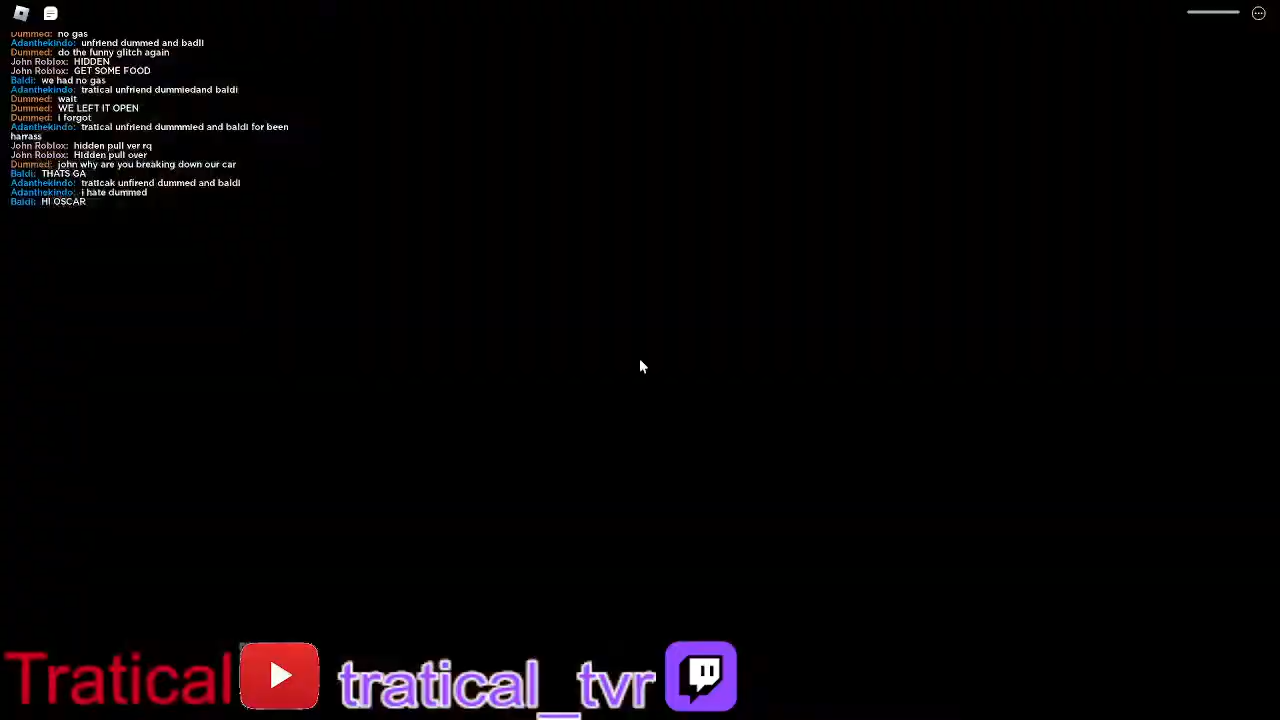 Dummed: no gas
Adanthekindo: unfriend dummed and badli
Dummed: do the funny glitch again
John Roblox: HIDDEN
John Roblox: GET SOME FOOD
Baldi: we had no gas
Adanthekindo: tratical unfriend dummiedand baldi
Dummed: wait
Dummed: WE LEFT IT OPEN
Dummed: i forgot
Adanthekindo: tratical unfriend dummmied and baldi for been
harrass
John Roblox: hidden pull ver rq
John Roblox: Hidden pull over
Dummed: john why are you breaking down our car
Baldi: THATS GA
Adanthekindo: traticak unfirend dummed and baldi
Adanthekindo: i hate dummed
Baldi: HI OSCAR
Tratical tratical_tvr